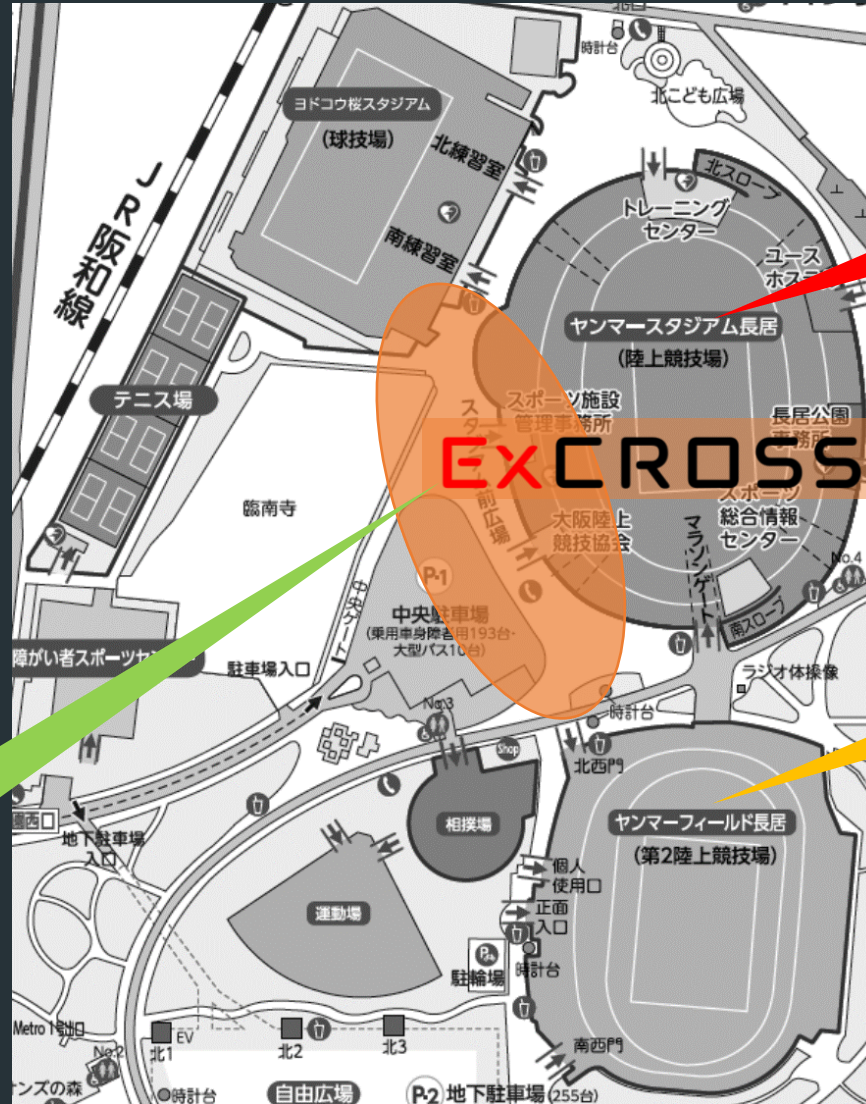 北口
時計台
北こども広場
ヨドコウ桜スタジアム
(球技場)
北練習室
南練習室
JR阪和線
北スロープ
トレーニング
センター
ユース
ヤンマースタジアム長居
(陸上競技場)
テニス場
スポーツ施設
管理事務所
長居公園
事務所
ExCROSS
前広場
臨南寺
大阪陸上
競技協会
スポーツ
総合情報
センター
マラソンゲート
No.4
P-1
中央駐車場
(乗用車身障者用193台・
大型バス10台)
中央ゲート
南スロープ
障がい者スポーツセンター
駐車場入口
ラジオ体操像
No.3
時計台
Shop
北西門
西口
地下駐車場
入口
相撲場
ヤンマーフィールド長居
(第2陸上競技場)
個人
使用口
正面
入口
運動場
駐輪場
時計台
Metro 1号出口
No.2
EV
北1
北2
北3
南西門
ンズの森
時計台
自由広場
P-2 地下駐車場(255台)